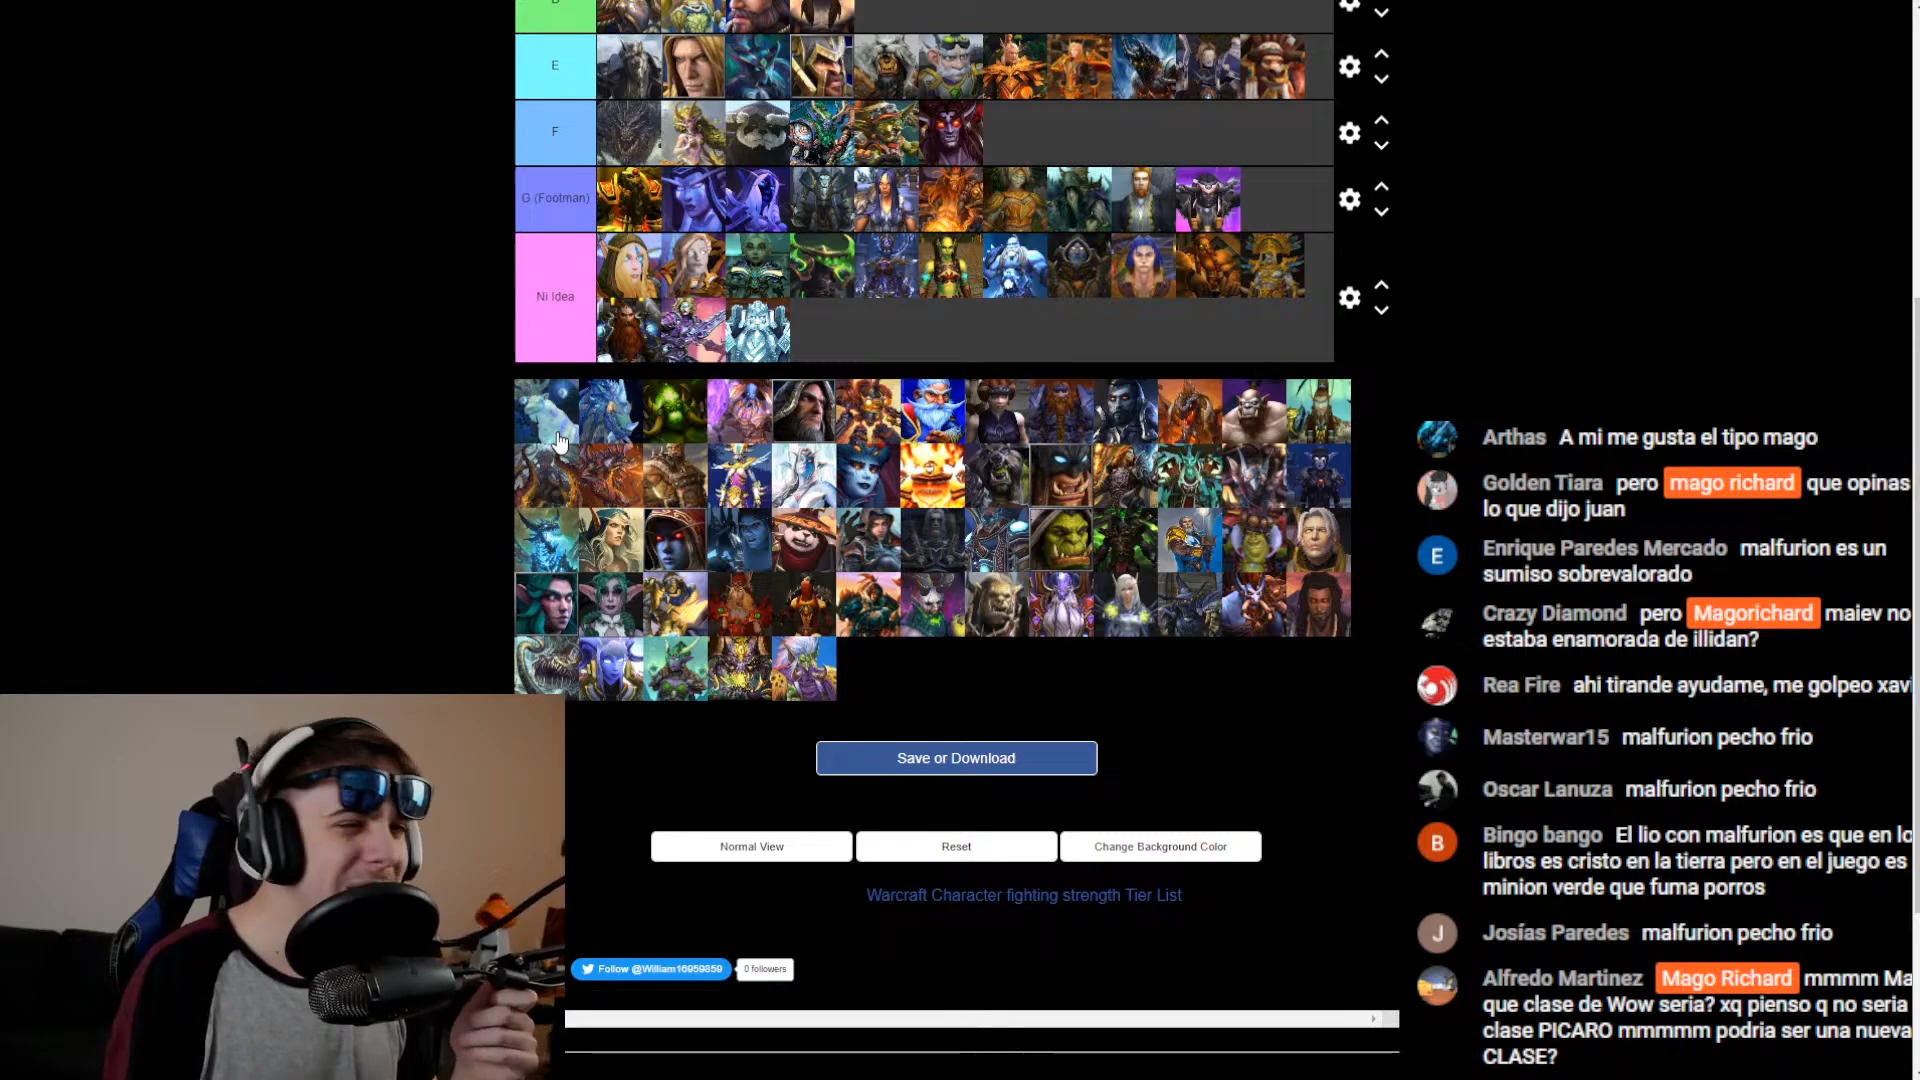 E
F
G (Footman)
Ni Idea
Save or Download
Normal View
Reset
Change Background Color
Warcraft Character fighting strength Tier List
Follow @William16959859
0 followers
Arthas A mi me gusta el tipo mago
Golden Tiara pero mago richard que opinas
lo que dijo juan
E
Enrique Paredes Mercado malfurion es un
sumiso sobrevalorado
Crazy Diamond pero Magorichard maiev no
estaba enamorada de illidan?
Rea Fire ahi tirande ayudame, me golpeo xavi
Masterwar15 malfurion pecho frio
Oscar Lanuza malfurion pecho frio
B
Bingo bango El lio con malfurion es que en lo
libros es cristo en la tierra pero en el juego es
minion verde que fuma porros
J
Josías Paredes malfurion pecho frio
Alfredo Martinez Mago Richard mmmm Ma
que clase de Wow seria? xq pienso q no seria
clase PICARO mmmmm podria ser una nueva
CLASE?